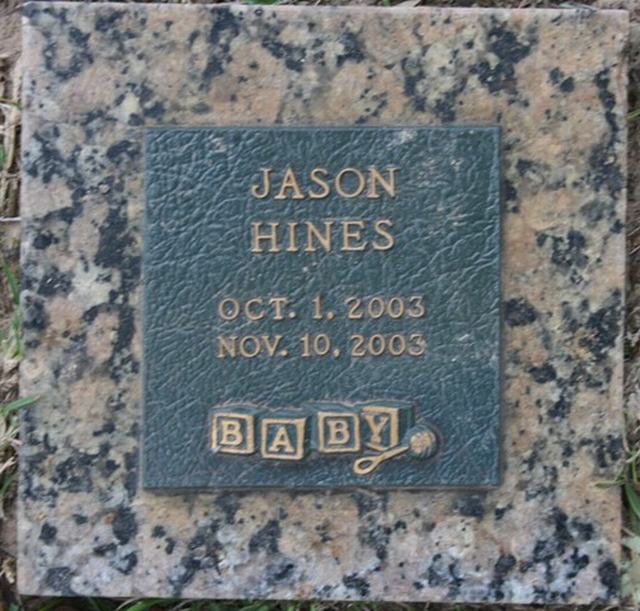 JASON
HINES
OCT. 1, 2003
NOV. 10, 2003
BABY